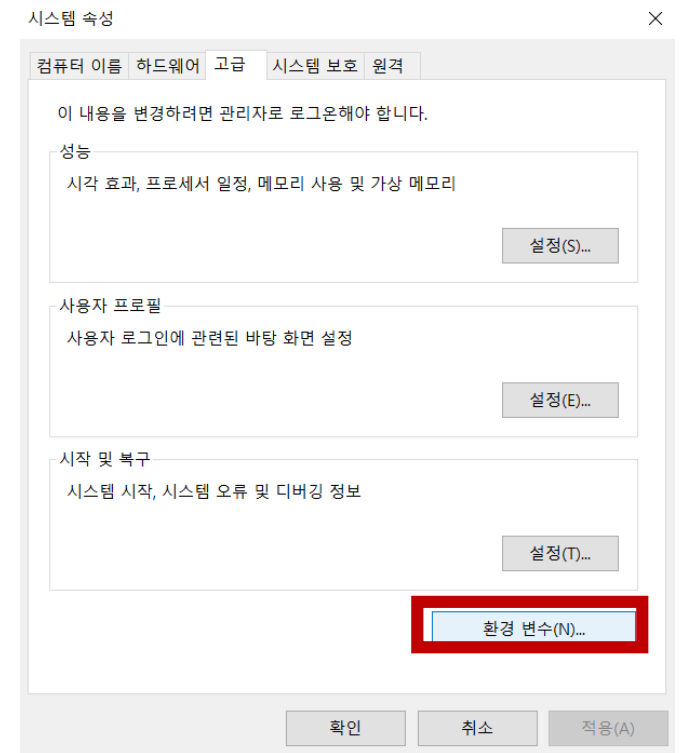 시스템 속성
컴퓨터 이름 하드웨어 고급 시스템 보호 원격
이 내용을 변경하려면 관리자로 로그온해야 합니다.
성능
시각 효과, 프로세서 일정, 메모리 사용 및 가상 메모리
설정(S)...
사용자 프로필
사용자 로그인에 관련된 바탕 화면 설정
설정(E)...
시작 및 복구
시스템 시작, 시스템 오류 및 디버깅 정보
설정(T)...
환경 변수(N)...
확인 취소 적용(A)